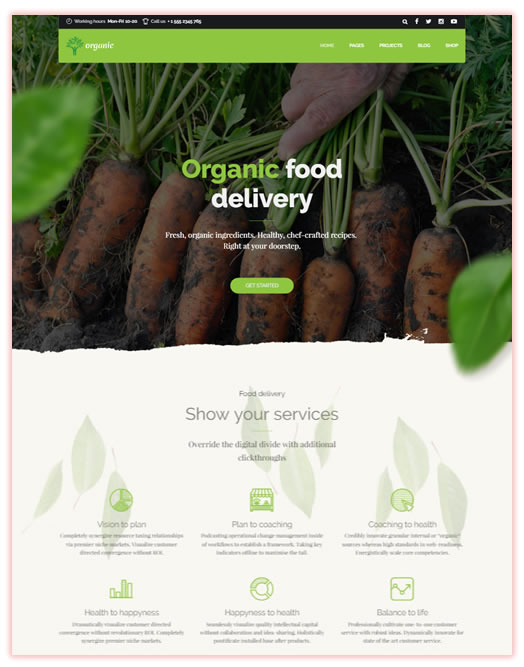 Working hours Mon-Fri 10-20 Call us + 1 555 2345 765
organic
HOME PAGES PROJECTS BLOG SHOP
Organic food
delivery
Fresh, organic ingredients. Healthy, chef-crafted recipes.
Right at your doorstep.
GET STARTED
Food delivery
Show your services
Override the digital divide with additional
clickthroughs
Vision to plan
Completely synergize resource taxing relationships
via premier niche markets. Visualize customer
directed convergence without ROI.
Plan to coaching
Podcasting operational change management inside
of workflows to establish a framework. Taking key
indicators offline to maximise the tail.
Coaching to health
Credibly innovate granular internal or "organic"
sources whereas high standards in web-readiness.
Energistically scale core competencies.
Health to happyness
Dramatically visualize customer directed
convergence without revolutionary ROI. Completely
synergize premier niche markets.
Happyness to health
Seamlessly visualize quality intellectual capital
without collaboration and idea-sharing. Holistically
pontificate installed base after products.
Balance to life
Professionally cultivate one-to-one customer
service with robust ideas. Dynamically innovate for
state of the art customer service.